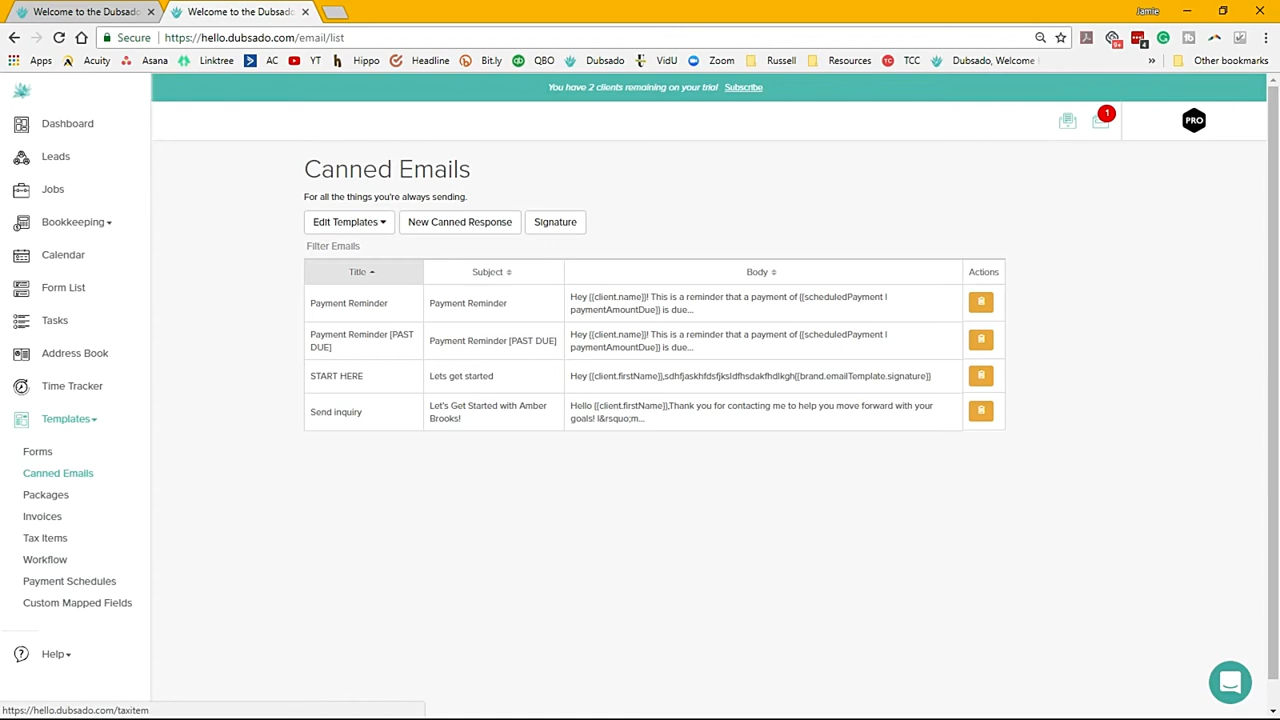 Welcome to the Dubsado
Welcome to the Dubsado
Jamie
Secure
https://hello.dubsado.com/email/list
9+
4
Apps
Acuity
Asana
Linktree
AC
YT
Hippo
Headline
Bit.ly
QBO
Dubsado
VidU
Zoom
Russell
Resources
TCC
Dubsado, Welcome
»
Other bookmarks
You have 2 clients remaining on your trial Subscribe
1
PRO
Dashboard
Leads
Jobs
Bookkeeping
Calendar
Form List
Tasks
Address Book
Time Tracker
Templates
Forms
Canned Emails
Packages
Invoices
Tax Items
Workflow
Payment Schedules
Custom Mapped Fields
Help
Canned Emails
For all the things you're always sending.
Edit Templates
New Canned Response
Signature
Filter Emails
Title
Subject
Body
Actions
Payment Reminder
Payment Reminder
Hey {{client.name}}! This is a reminder that a payment of {{scheduledPayment |
paymentAmountDue}} is due...
Payment Reminder [PAST
DUE]
Payment Reminder [PAST DUE]
Hey {{client.name}}! This is a reminder that a payment of {{scheduledPayment |
paymentAmountDue}} is due...
START HERE
Lets get started
Hey {{client.firstName}},sdhfjaskhfdsfjksldfhsdakfhdlkgh{{brand.emailTemplate.signature}}
Send inquiry
Let's Get Started with Amber
Brooks!
Hello {{client.firstName}},Thank you for contacting me to help you move forward with your
goals! I&rsquo;m...
https://hello.dubsado.com/taxitem